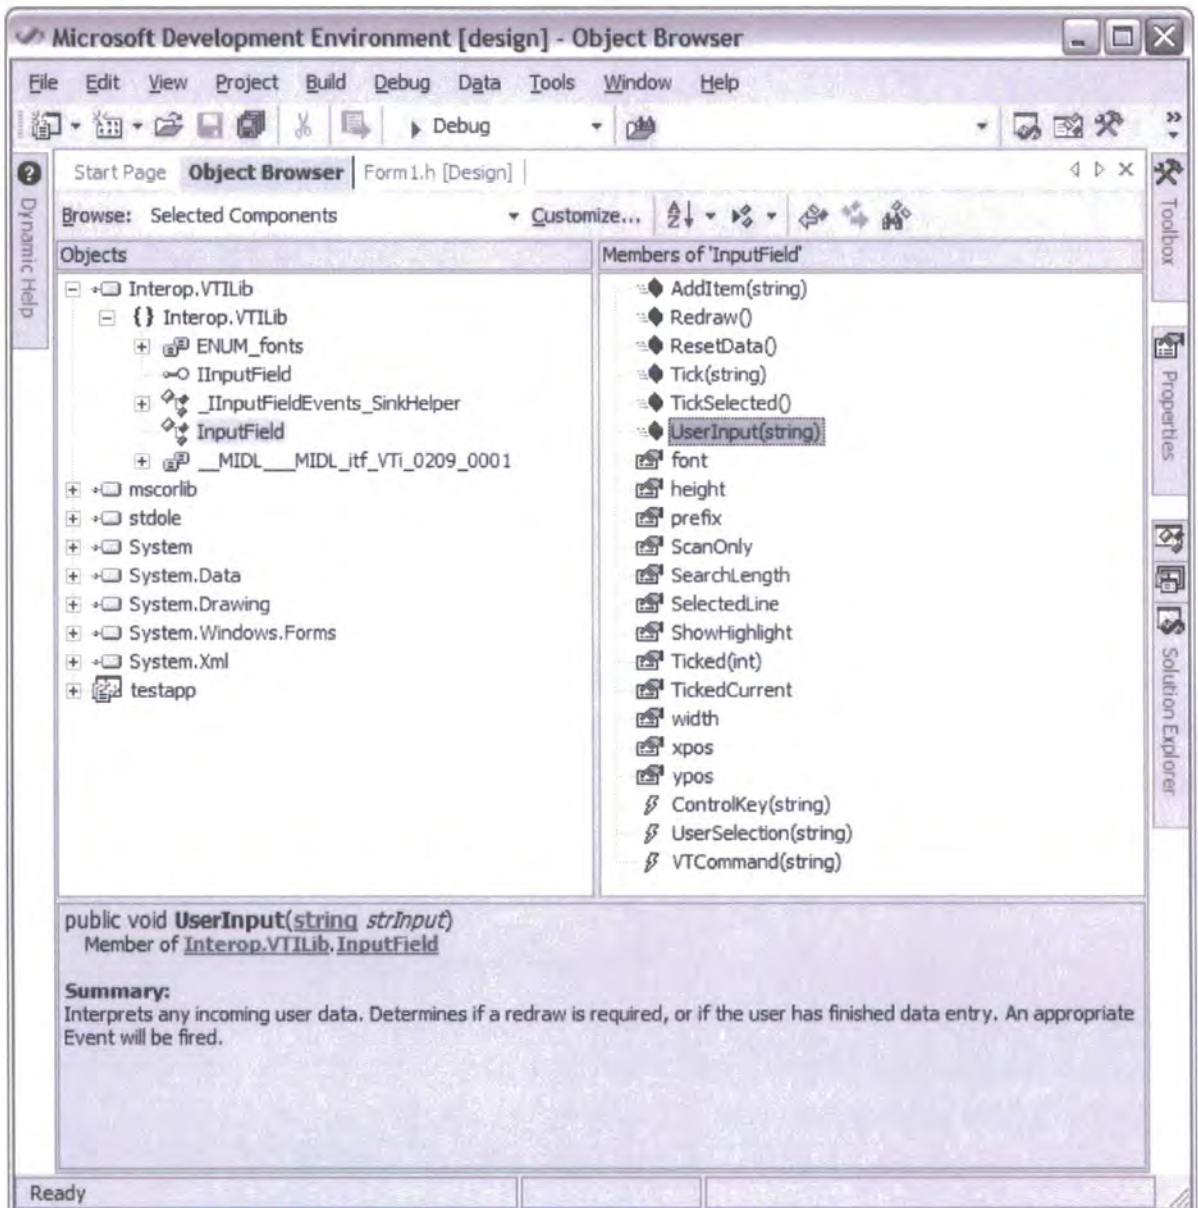 Microsoft Development Environment [design] - Object Browser
File Edit View Project Build Debug Data Tools Window Help
Debug
Start Page Object Browser Form1.h [Design]
Browse: Selected Components Customize...
Dynamic Help
Objects
Interop.VTILib
Interop.VTILib
ENUM_fonts
IInputField
_IInputFieldEvents_SinkHelper
InputField
__MIDL___MIDL_itf_VTi_0209_0001
mscorlib
stdole
System
System.Data
System.Drawing
System.Windows.Forms
System.Xml
testapp
Members of 'InputField'
AddItem(string)
Redraw()
ResetData()
Tick(string)
TickSelected()
UserInput(string)
font
height
prefix
ScanOnly
SearchLength
SelectedLine
ShowHighlight
Ticked(int)
TickedCurrent
width
xpos
ypos
ControlKey(string)
UserSelection(string)
VTCommand(string)
Toolbox
Properties
Solution Explorer
public void UserInput(string strInput)
Member of Interop.VTILib.InputField
Summary:
Interprets any incoming user data. Determines if a redraw is required, or if the user has finished data entry. An appropriate
Event will be fired.
Ready